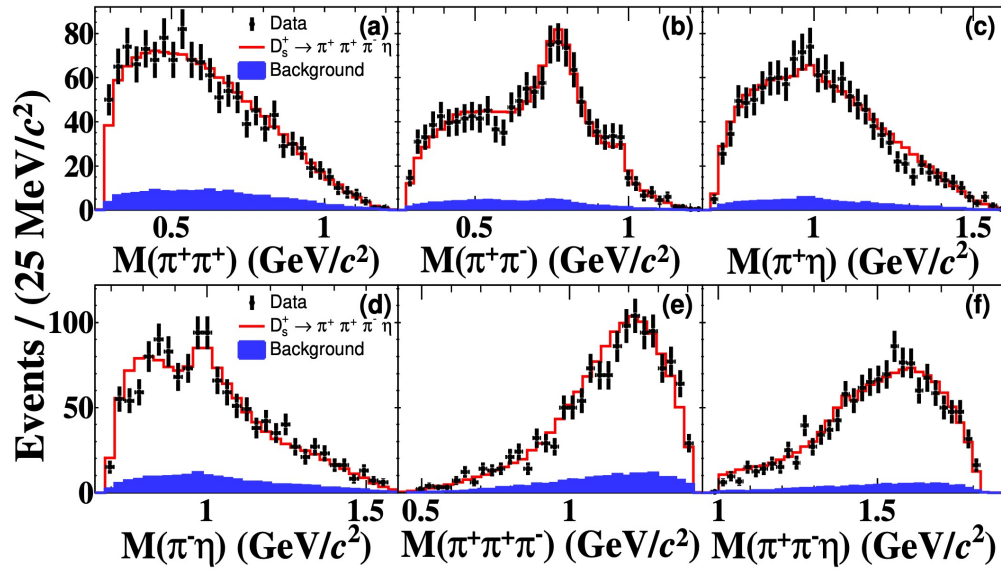 Events / (25 MeV/c²)
80
60
40
20
0
Data
D_s^+ → π⁺ π⁺ π⁻ η
Background
(a)
0.5
1
M(π⁺π⁺) (GeV/c²)
(b)
0.5
1
M(π⁺π⁻) (GeV/c²)
(c)
1
1.5
M(π⁺η) (GeV/c²)
100
50
0
Data
D_s^+ → π⁺ π⁺ π⁻ η
Background
(d)
1
1.5
M(π⁻η) (GeV/c²)
(e)
0.5
1
M(π⁺π⁺π⁻) (GeV/c²)
(f)
1
1.5
M(π⁺π⁻η) (GeV/c²)